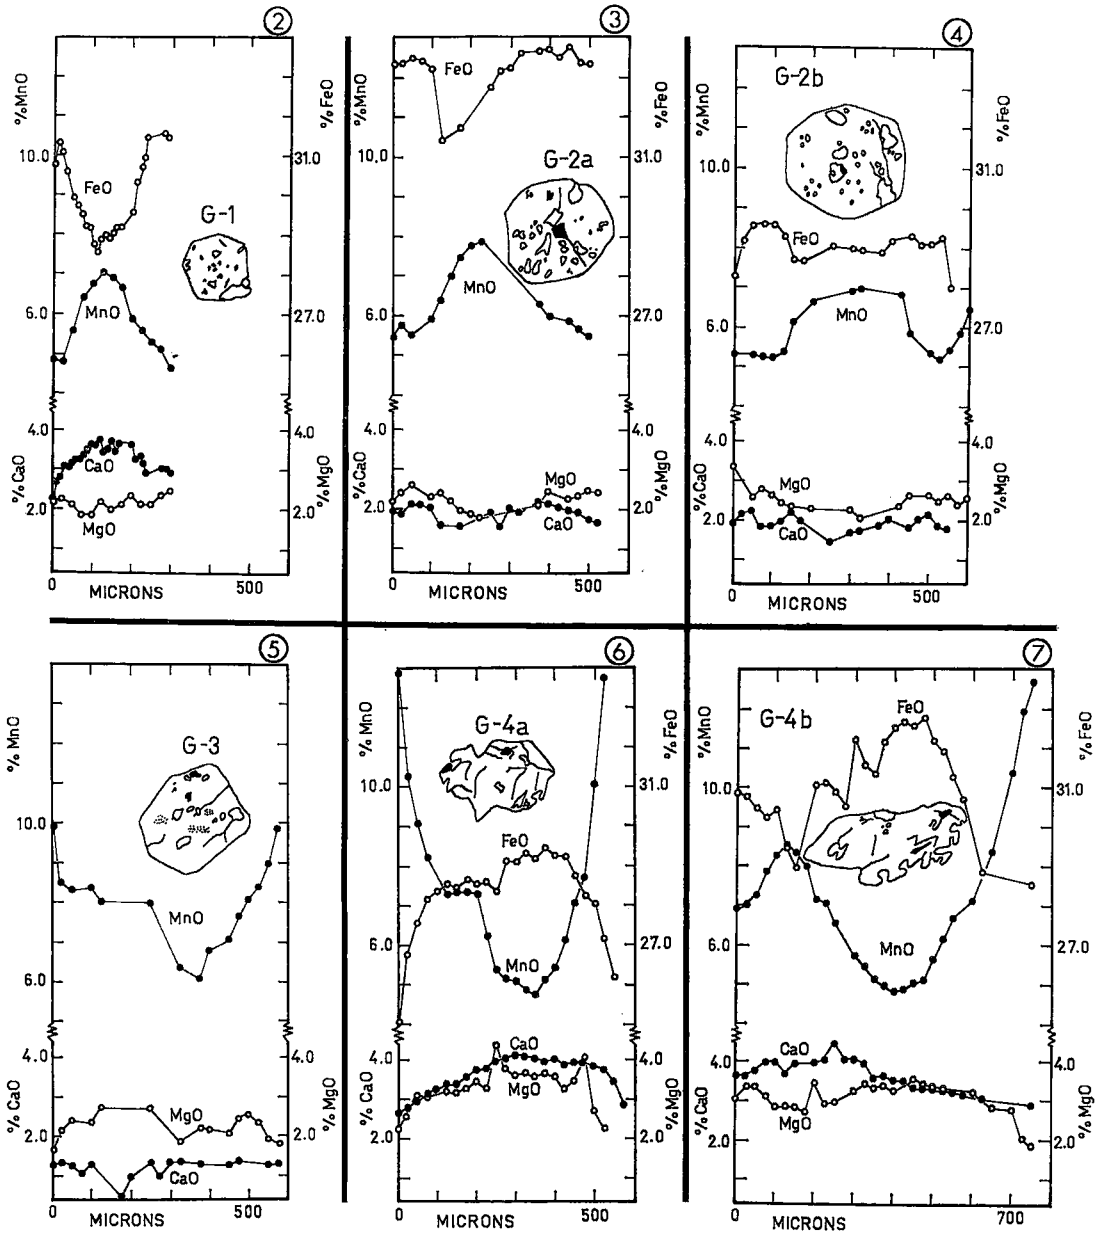 ②
%MnO
%FeO
10.0
31.0
FeO
G-1
MnO
6.0
27.0
4.0
4.0
CaO
%CaO
%MgO
2.0
2.0
MgO
0
500
MICRONS
③
%MnO
%FeO
FeO
10.0
31.0
G-2a
MnO
6.0
27.0
4.0
4.0
%CaO
%MgO
MgO
2.0
2.0
CaO
0
500
MICRONS
④
%MnO
%FeO
G-2b
10.0
31.0
FeO
MnO
6.0
27.0
4.0
4.0
%CaO
%MgO
MgO
2.0
2.0
CaO
0
500
MICRONS
⑤
% MnO
G-3
10.0
MnO
6.0
4.0
4.0
% CaO
% MgO
MgO
2.0
2.0
CaO
0
500
MICRONS
⑥
% MnO
%FeO
G-4a
10.0
31.0
FeO
6.0
27.0
MnO
CaO
4.0
4.0
MgO
% CaO
%MgO
2.0
2.0
0
500
MICRONS
⑦
% MnO
%FeO
FeO
G-4b
10.0
31.0
MnO
6.0
27.0
CaO
4.0
4.0
% CaO
%MgO
MgO
2.0
2.0
0
700
MICRONS